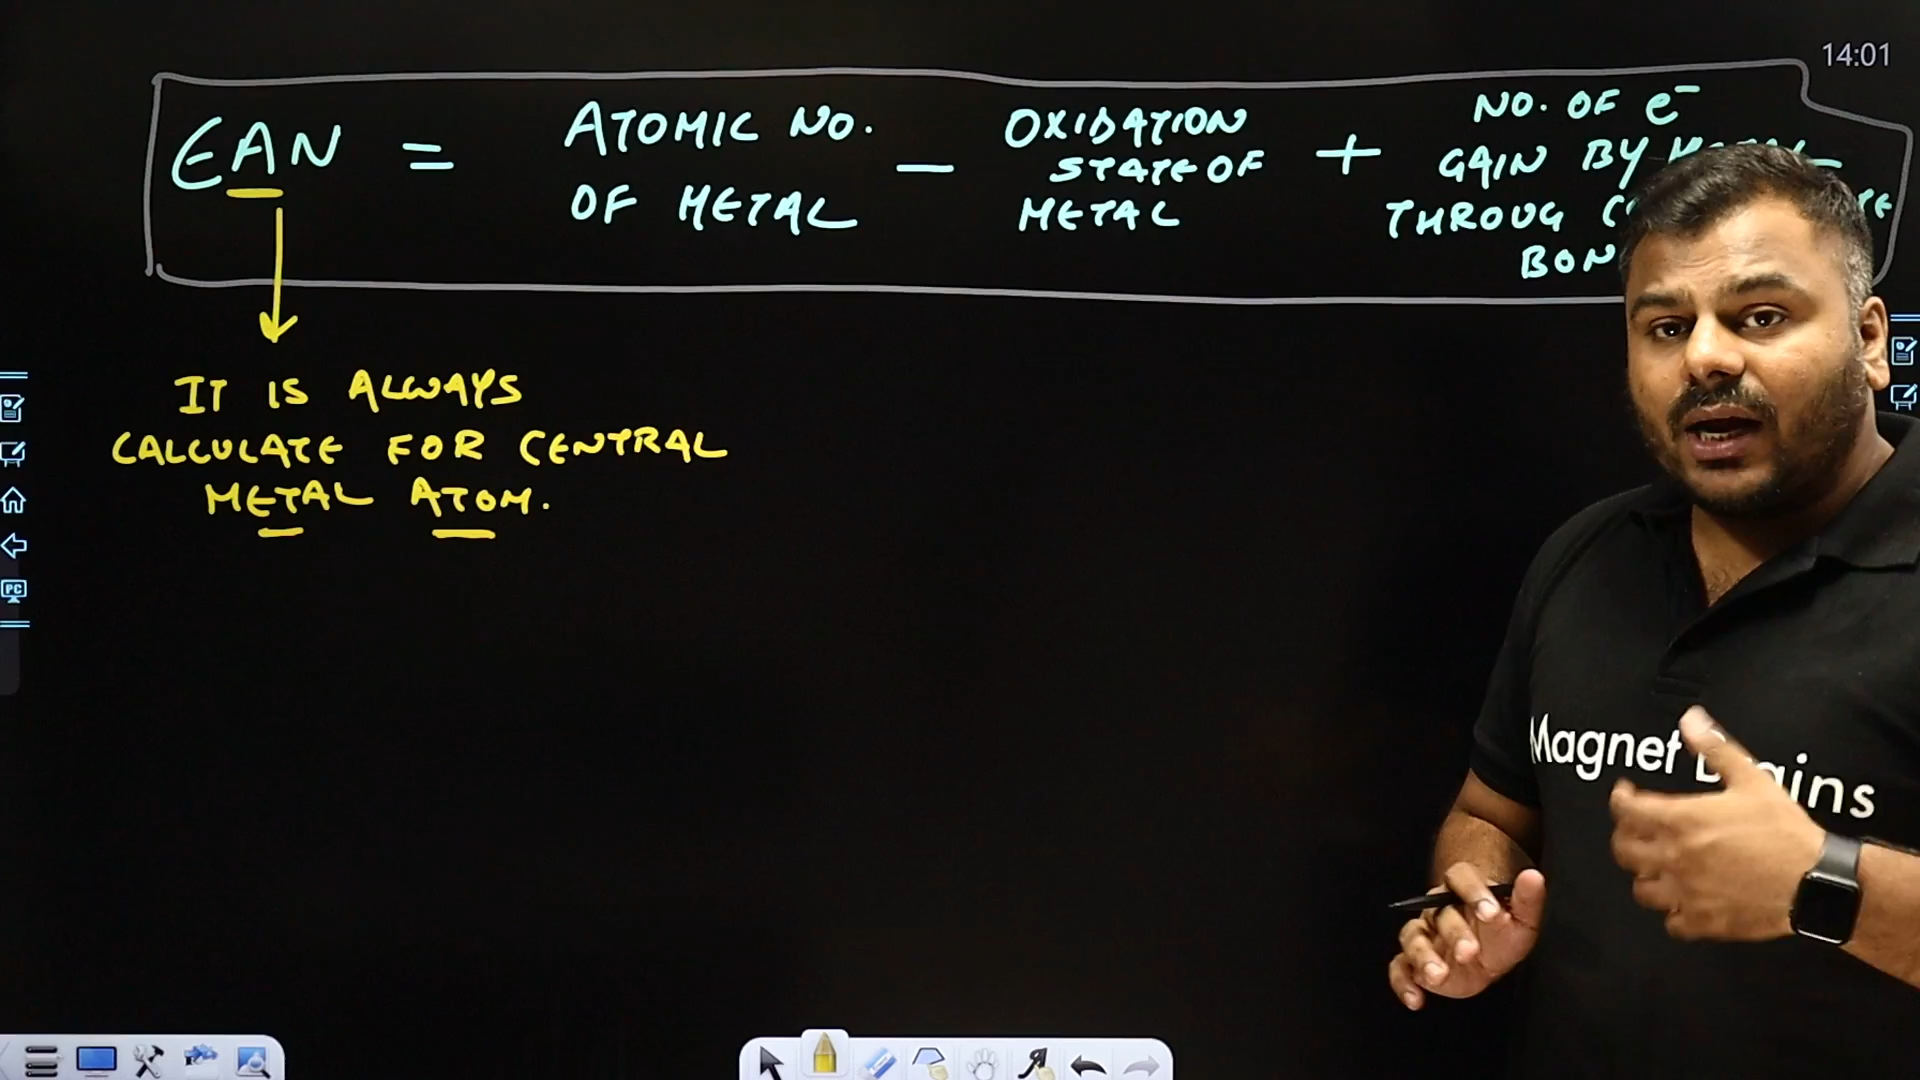 14:01
EAN = ATOMIC NO. OF METAL – OXIDATION STATE OF METAL + NO. OF e⁻ GAIN BY THROUG
IT IS ALWAYS
CALCULATE FOR CENTRAL
METAL ATOM.
Magnet
PC